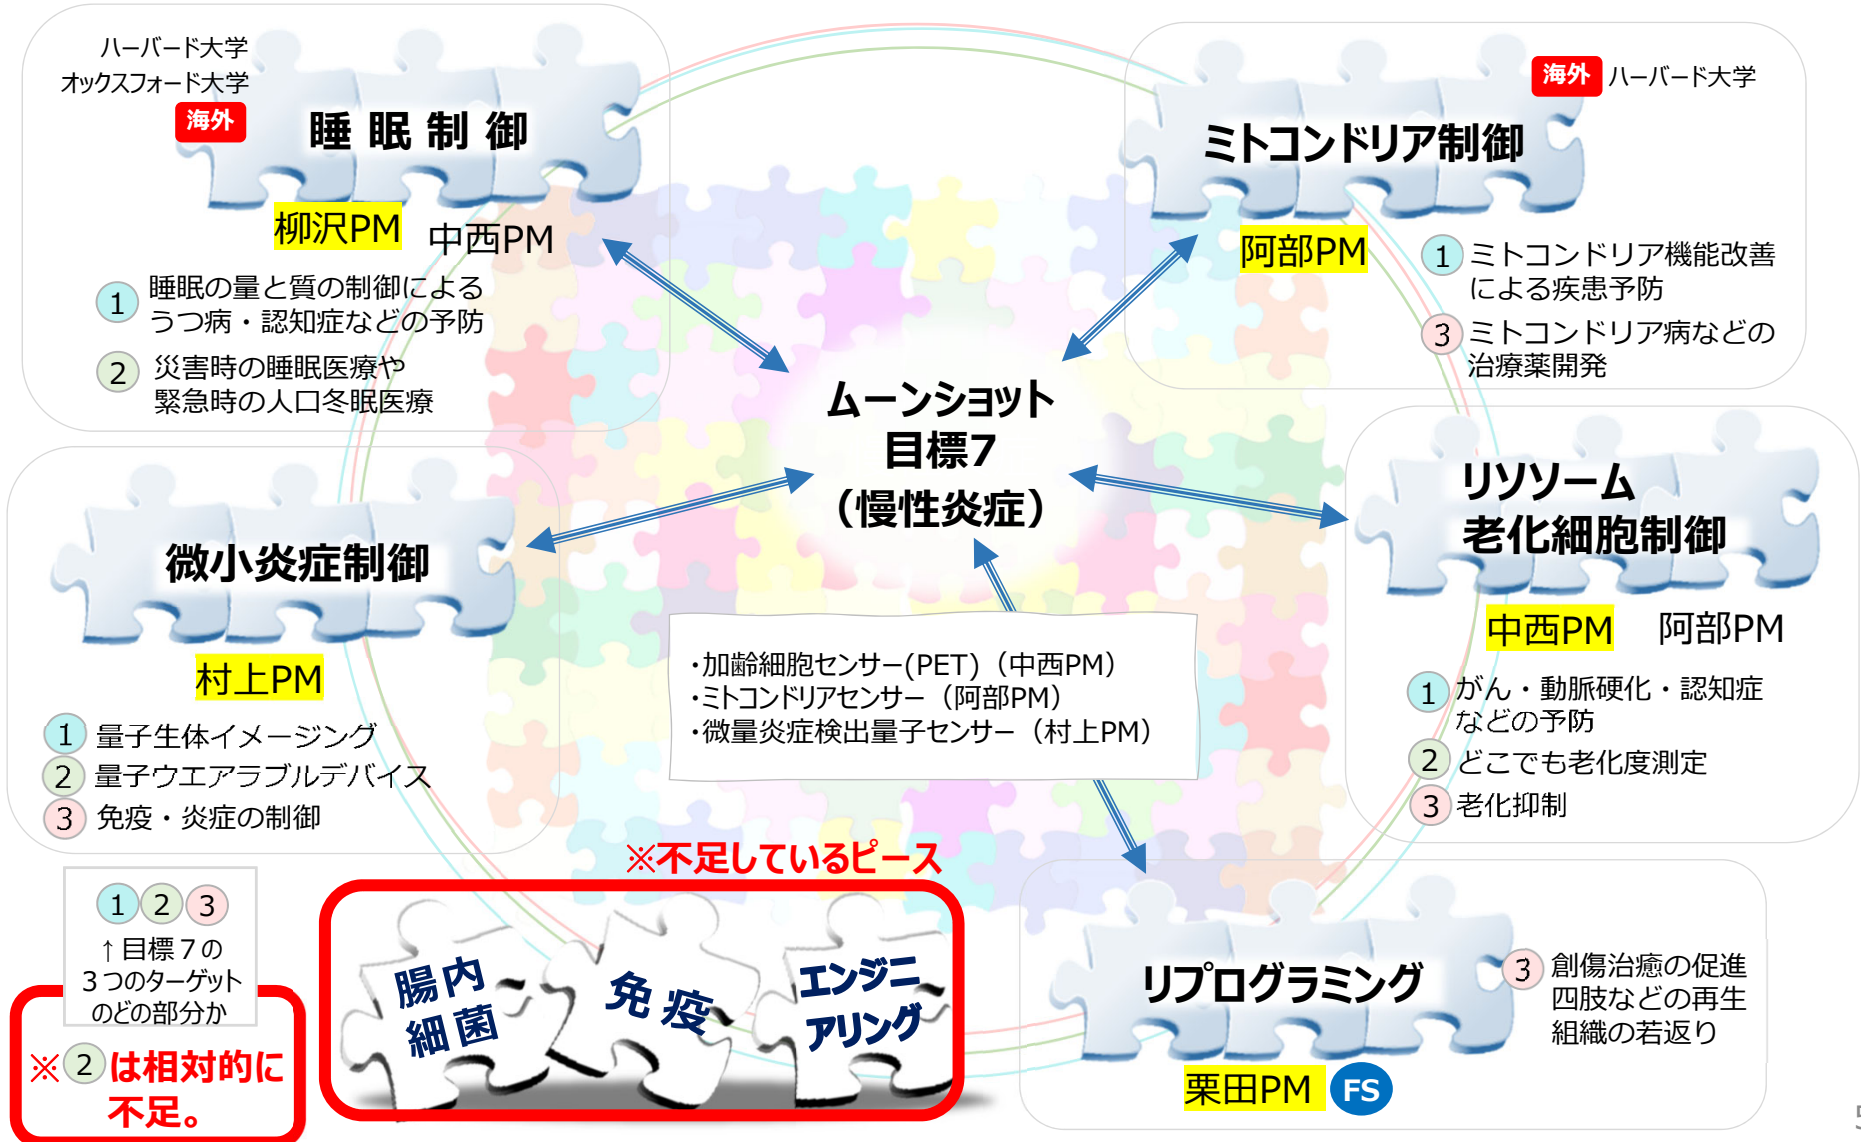 ハーバード大学
オックスフォード大学
海外
睡眠制御
柳沢PM 中西PM
1 睡眠の量と質の制御による
うつ病・認知症などの予防
2 災害時の睡眠医療や
緊急時の人口冬眠医療
海外 ハーバード大学
ミトコンドリア制御
阿部PM
1 ミトコンドリア機能改善
による疾患予防
3 ミトコンドリア病などの
治療薬開発
ムーンショット
目標7
（慢性炎症）
微小炎症制御
村上PM
1 量子生体イメージング
2 量子ウエアラブルデバイス
3 免疫・炎症の制御
リソソーム
老化細胞制御
中西PM 阿部PM
1 がん・動脈硬化・認知症
などの予防
2 どこでも老化度測定
3 老化抑制
・加齢細胞センサー(PET)（中西PM）
・ミトコンドリアセンサー（阿部PM）
・微量炎症検出量子センサー（村上PM）
※不足しているピース
腸内
細菌
免疫
エンジニ
アリング
1 2 3
↑目標７の
３つのターゲット
のどの部分か
※2は相対的に
不足。
リプログラミング
栗田PM FS
3 創傷治癒の促進
四肢などの再生
組織の若返り